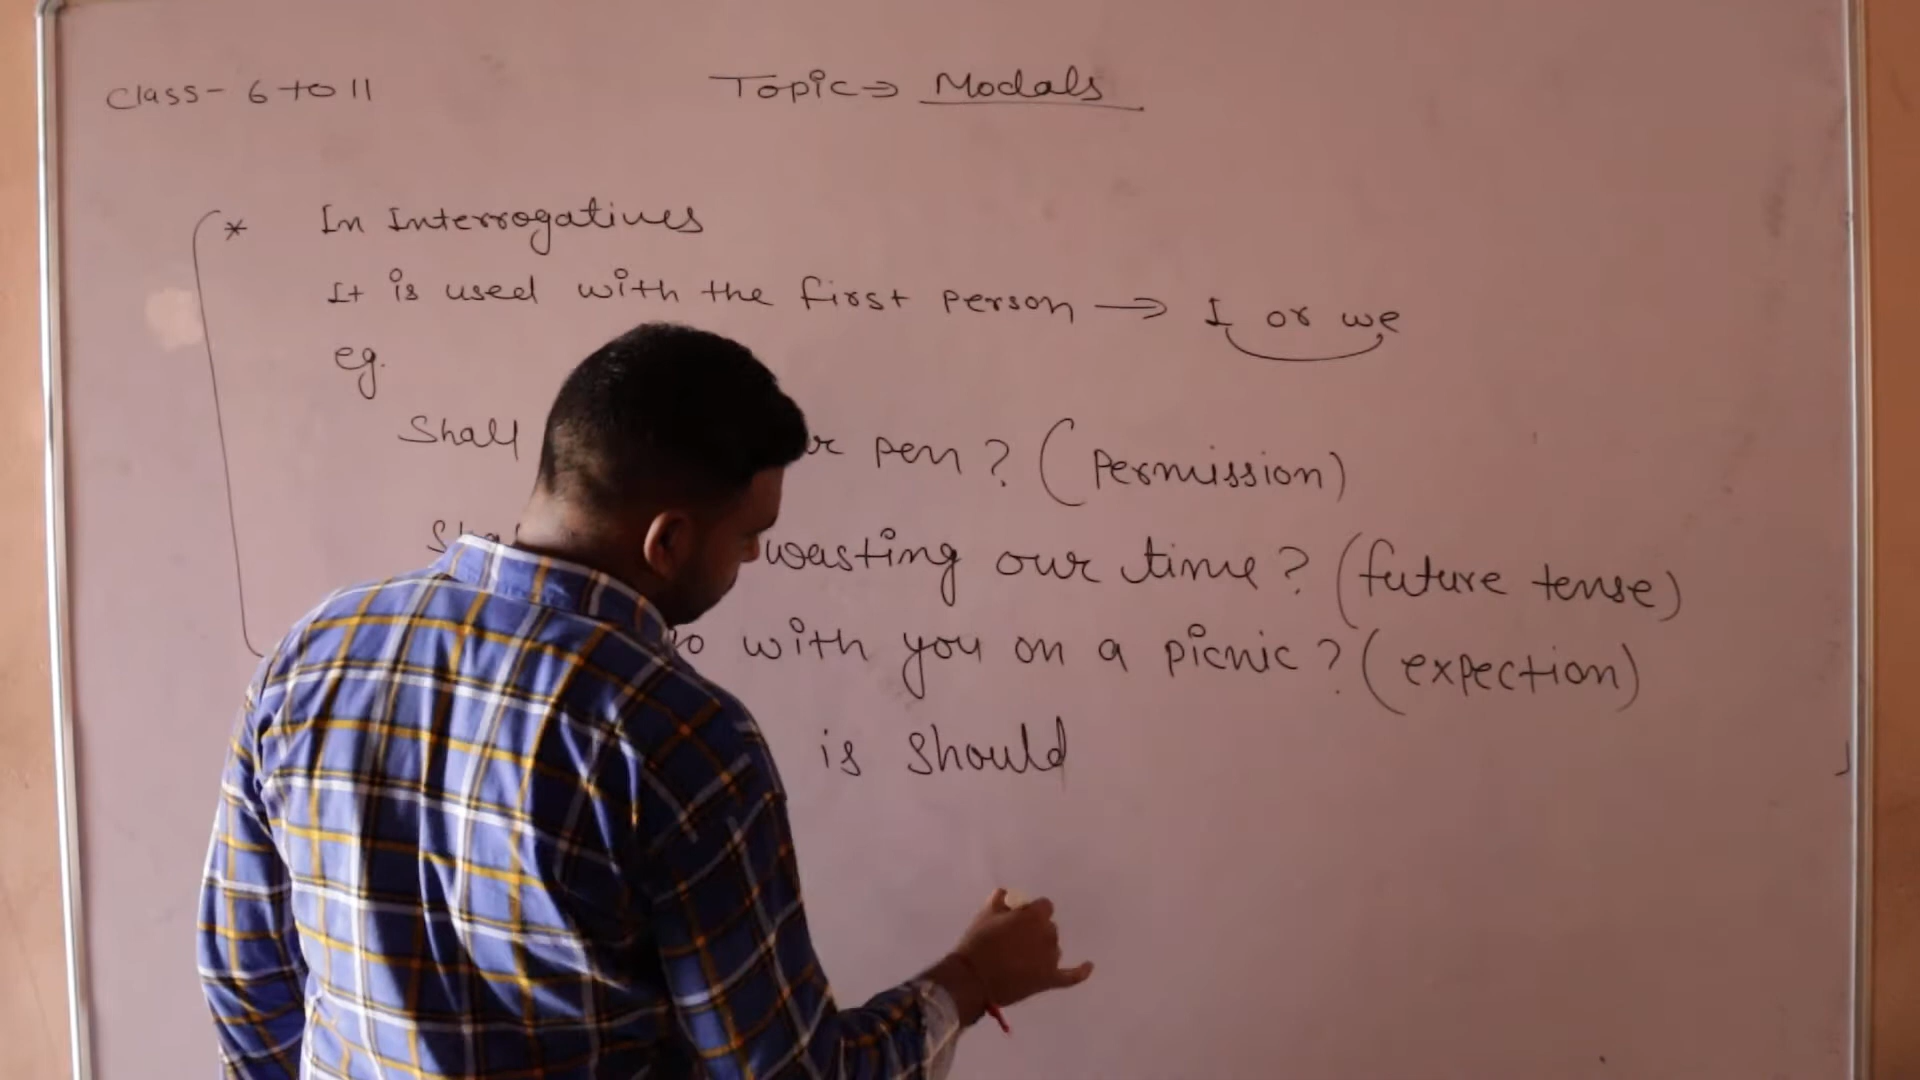 Class- 6 to 11
Topic→ Modals
* In Interrogatives
It is used with the first person → I or we
eg.
Shall pen? (Permission)
wasting our time? (future tense)
with you on a picnic? (expection)
is should